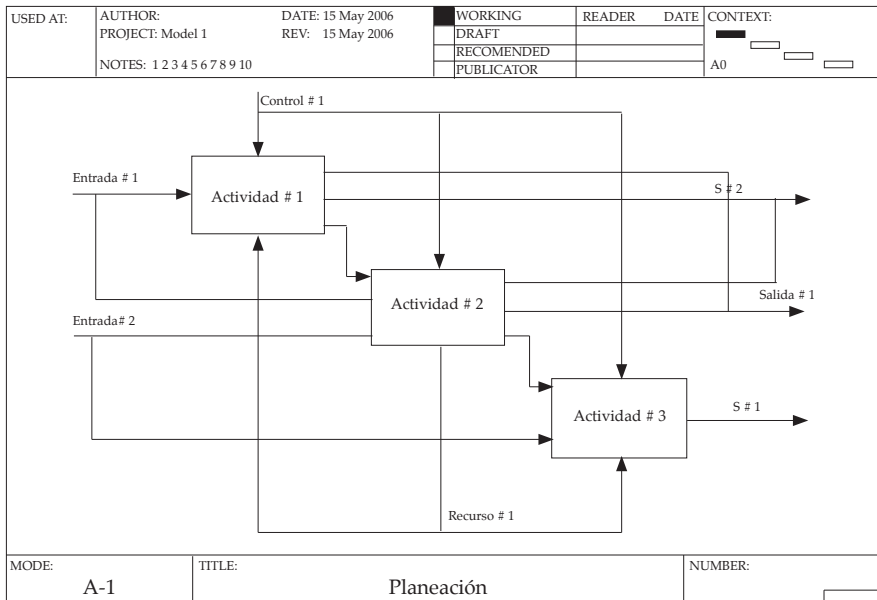 USED AT:
AUTHOR:
DATE: 15 May 2006
PROJECT: Model 1
REV: 15 May 2006
NOTES: 1 2 3 4 5 6 7 8 9 10
WORKING
DRAFT
RECOMENDED
PUBLICATOR
READER DATE
CONTEXT:
A0
Control # 1
Entrada # 1
Actividad # 1
S # 2
Actividad # 2
Salida # 1
Entrada# 2
Actividad # 3
S # 1
Recurso # 1
MODE:
A-1
TITLE:
Planeación
NUMBER: